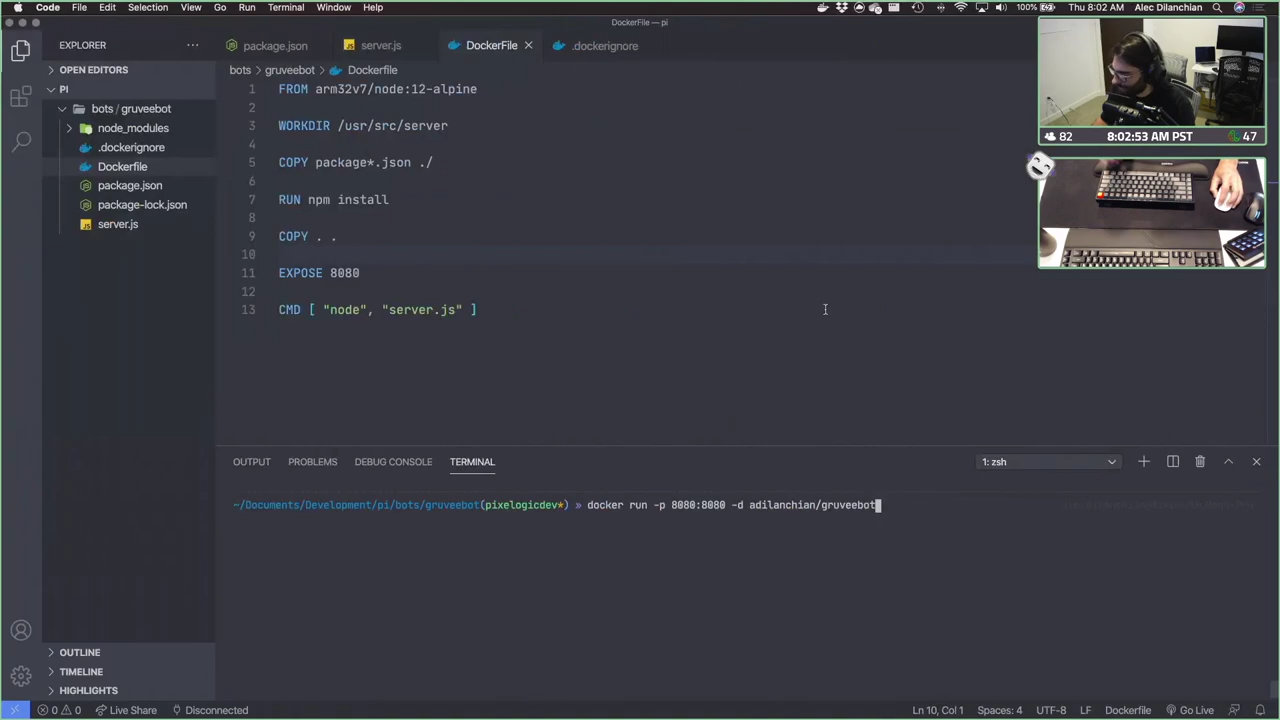 Code File Edit Selection View Go Run Terminal Window Help
100% Thu 8:02 AM Alec Dilanchian
DockerFile — pi
EXPLORER
package.json
server.js
DockerFile
.dockerignore
OPEN EDITORS
PI
bots / gruveebot
node_modules
.dockerignore
Dockerfile
package.json
package-lock.json
server.js
OUTLINE
TIMELINE
HIGHLIGHTS
bots › gruveebot › Dockerfile
1 FROM arm32v7/node:12-alpine
2
3 WORKDIR /usr/src/server
4
5 COPY package*.json ./
6
7 RUN npm install
8
9 COPY . .
10
11 EXPOSE 8080
12
13 CMD [ "node", "server.js" ]
82 8:02:53 AM PST 47
OUTPUT PROBLEMS DEBUG CONSOLE TERMINAL
1: zsh
~/Documents/Development/pi/bots/gruveebot(pixelogicdev*) » docker run -p 8080:8080 -d adilanchian/gruveebot
0 0 Live Share Disconnected
Ln 10, Col 1 Spaces: 4 UTF-8 LF Dockerfile Go Live